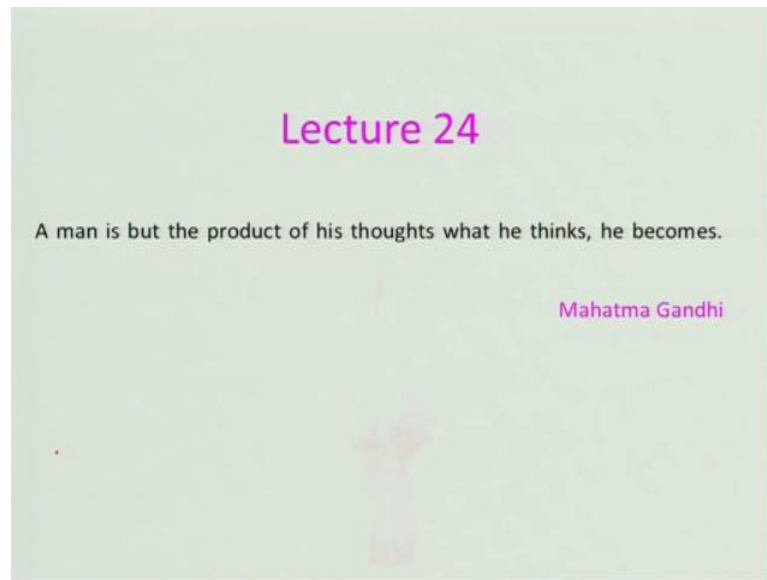 Lecture 24
A man is but the product of his thoughts what he thinks, he becomes.
Mahatma Gandhi